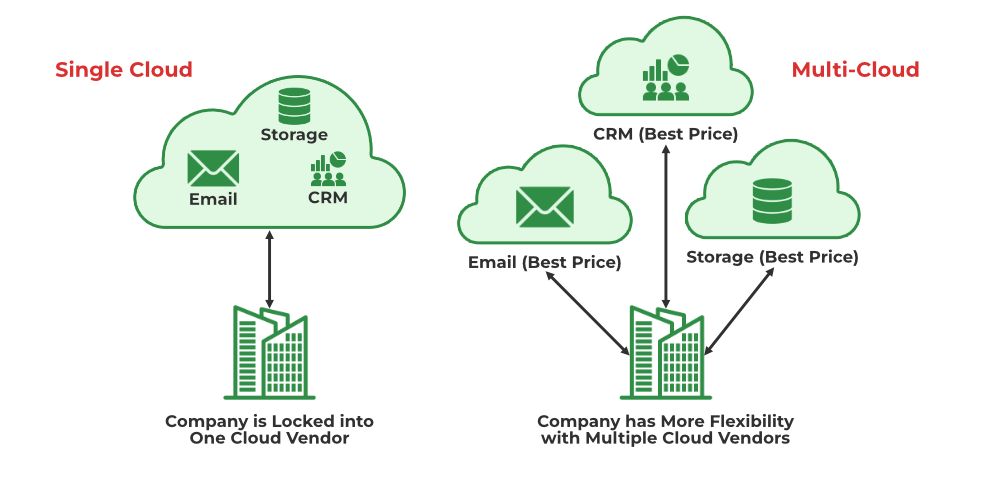 Single Cloud
Storage
Email
CRM
Company is Locked into
One Cloud Vendor
Multi-Cloud
CRM (Best Price)
Email (Best Price)
Storage (Best Price)
Company has More Flexibility
with Multiple Cloud Vendors